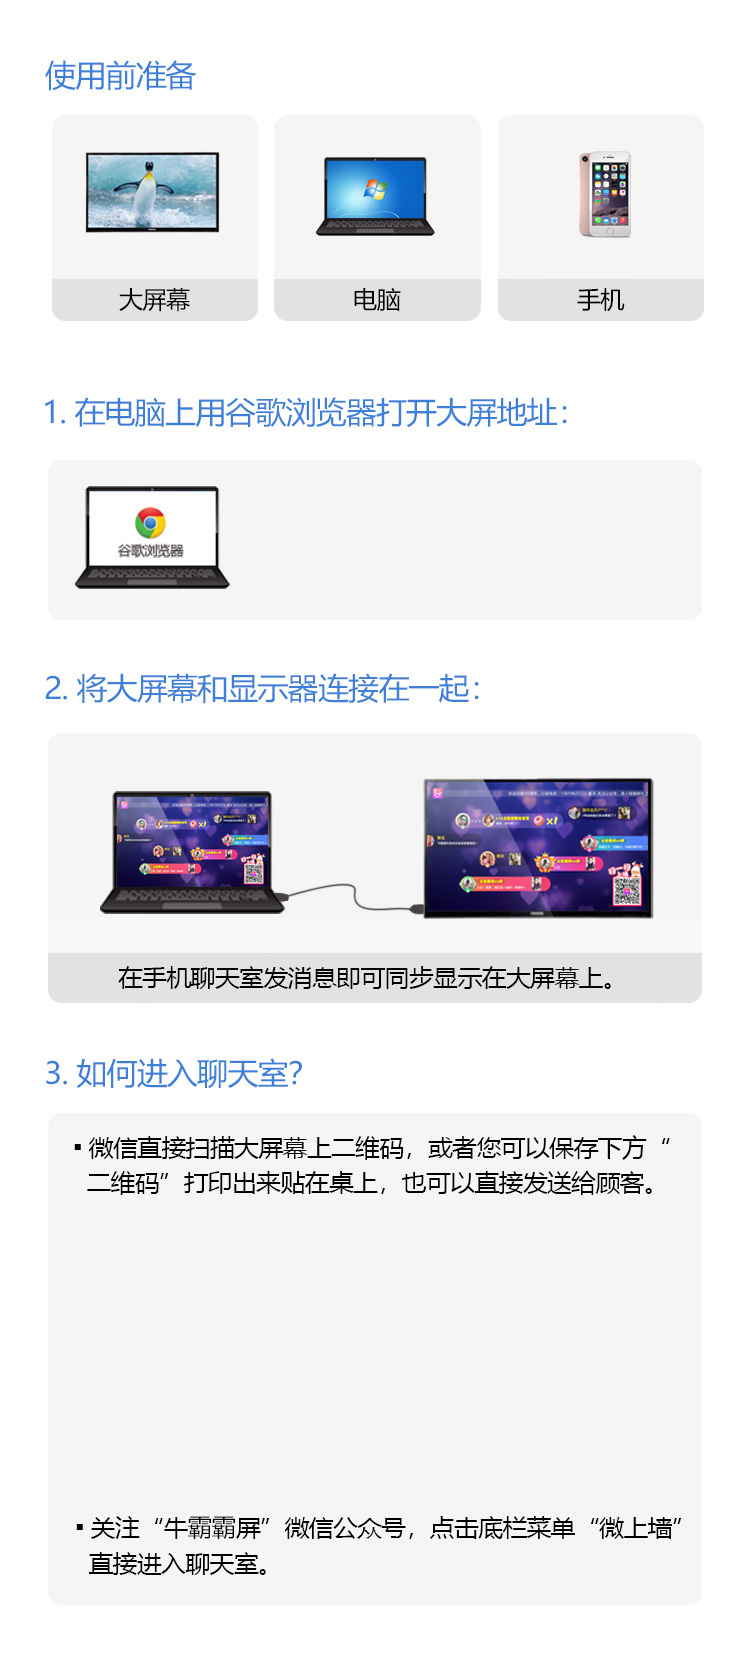 使用前准备
大屏幕
电脑
手机
1. 在电脑上用谷歌浏览器打开大屏地址：
谷歌浏览器
2. 将大屏幕和显示器连接在一起：
在手机聊天室发消息即可同步显示在大屏幕上。
3. 如何进入聊天室？
▪ 微信直接扫描大屏幕上二维码，或者您可以保存下方“
二维码”打印出来贴在桌上，也可以直接发送给顾客。
▪ 关注“牛霸霸屏”微信公众号，点击底栏菜单“微上墙”
直接进入聊天室。